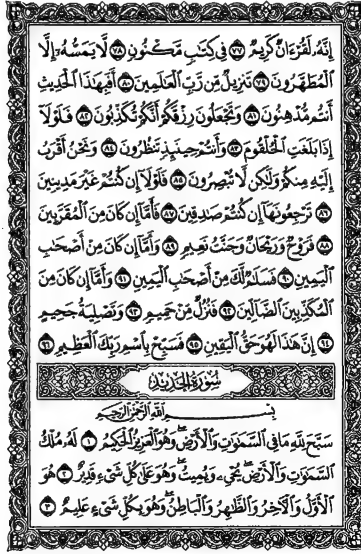 إِنَّهُۥ لَقُرْءَانٌ كَرِيمٌ ٧٧ فِى كِتَٰبٍ مَّكْنُونٍ ٧٨ لَّا يَمَسُّهُۥٓ إِلَّا
ٱلْمُطَهَّرُونَ ٧٩ تَنزِيلٌ مِّن رَّبِّ ٱلْعَٰلَمِينَ ٨٠ أَفَبِهَٰذَا ٱلْحَدِيثِ
أَنتُم مُّدْهِنُونَ ٨١ وَتَجْعَلُونَ رِزْقَكُمْ أَنَّكُمْ تُكَذِّبُونَ ٨٢ فَلَوْلَآ
إِذَا بَلَغَتِ ٱلْحُلْقُومَ ٨٣ وَأَنتُمْ حِينَئِذٍ تَنظُرُونَ ٨٤ وَنَحْنُ أَقْرَبُ
إِلَيْهِ مِنكُمْ وَلَٰكِن لَّا تُبْصِرُونَ ٨٥ فَلَوْلَآ إِن كُنتُمْ غَيْرَ مَدِينِينَ
٨٦ تَرْجِعُونَهَآ إِن كُنتُمْ صَٰدِقِينَ ٨٧ فَأَمَّآ إِن كَانَ مِنَ ٱلْمُقَرَّبِينَ
٨٨ فَرَوْحٌ وَرَيْحَانٌ وَجَنَّتُ نَعِيمٍ ٨٩ وَأَمَّآ إِن كَانَ مِنْ أَصْحَٰبِ
ٱلْيَمِينِ ٩٠ فَسَلَٰمٌ لَّكَ مِنْ أَصْحَٰبِ ٱلْيَمِينِ ٩١ وَأَمَّآ إِن كَانَ مِنَ
ٱلْمُكَذِّبِينَ ٱلضَّآلِّينَ ٩٢ فَنُزُلٌ مِّنْ حَمِيمٍ ٩٣ وَتَصْلِيَةُ جَحِيمٍ
٩٤ إِنَّ هَٰذَا لَهُوَ حَقُّ ٱلْيَقِينِ ٩٥ فَسَبِّحْ بِٱسْمِ رَبِّكَ ٱلْعَظِيمِ ٩٦
سُورَةُ الحَدِيدِ
بِسْمِ ٱللَّهِ ٱلرَّحْمَٰنِ ٱلرَّحِيمِ
سَبَّحَ لِلَّهِ مَا فِى ٱلسَّمَٰوَٰتِ وَٱلْأَرْضِ ۖ وَهُوَ ٱلْعَزِيزُ ٱلْحَكِيمُ ١ لَهُۥ مُلْكُ
ٱلسَّمَٰوَٰتِ وَٱلْأَرْضِ ۖ يُحْىِۦ وَيُمِيتُ ۖ وَهُوَ عَلَىٰ كُلِّ شَىْءٍ قَدِيرٌ ٢ هُوَ
ٱلْأَوَّلُ وَٱلْءَاخِرُ وَٱلظَّٰهِرُ وَٱلْبَاطِنُ ۖ وَهُوَ بِكُلِّ شَىْءٍ عَلِيمٌ ٣